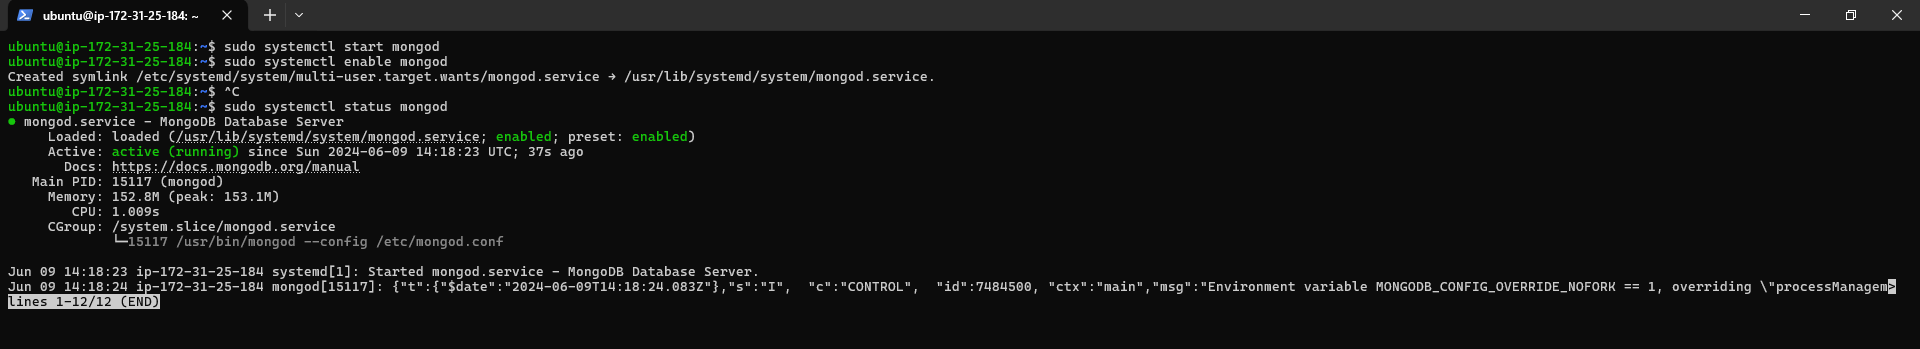 ubuntu@ip-172-31-25-184: ~
ubuntu@ip-172-31-25-184:~$ sudo systemctl start mongod
ubuntu@ip-172-31-25-184:~$ sudo systemctl enable mongod
Created symlink /etc/systemd/system/multi-user.target.wants/mongod.service → /usr/lib/systemd/system/mongod.service.
ubuntu@ip-172-31-25-184:~$ ^C
ubuntu@ip-172-31-25-184:~$ sudo systemctl status mongod
● mongod.service - MongoDB Database Server
     Loaded: loaded (/usr/lib/systemd/system/mongod.service; enabled; preset: enabled)
     Active: active (running) since Sun 2024-06-09 14:18:23 UTC; 37s ago
       Docs: https://docs.mongodb.org/manual
   Main PID: 15117 (mongod)
     Memory: 152.8M (peak: 153.1M)
        CPU: 1.009s
     CGroup: /system.slice/mongod.service
             └─15117 /usr/bin/mongod --config /etc/mongod.conf
Jun 09 14:18:23 ip-172-31-25-184 systemd[1]: Started mongod.service - MongoDB Database Server.
Jun 09 14:18:24 ip-172-31-25-184 mongod[15117]: {"t":{"$date":"2024-06-09T14:18:24.083Z"},"s":"I",  "c":"CONTROL",  "id":7484500, "ctx":"main","msg":"Environment variable MONGODB_CONFIG_OVERRIDE_NOFORK == 1, overriding \"processManagem>
lines 1-12/12 (END)